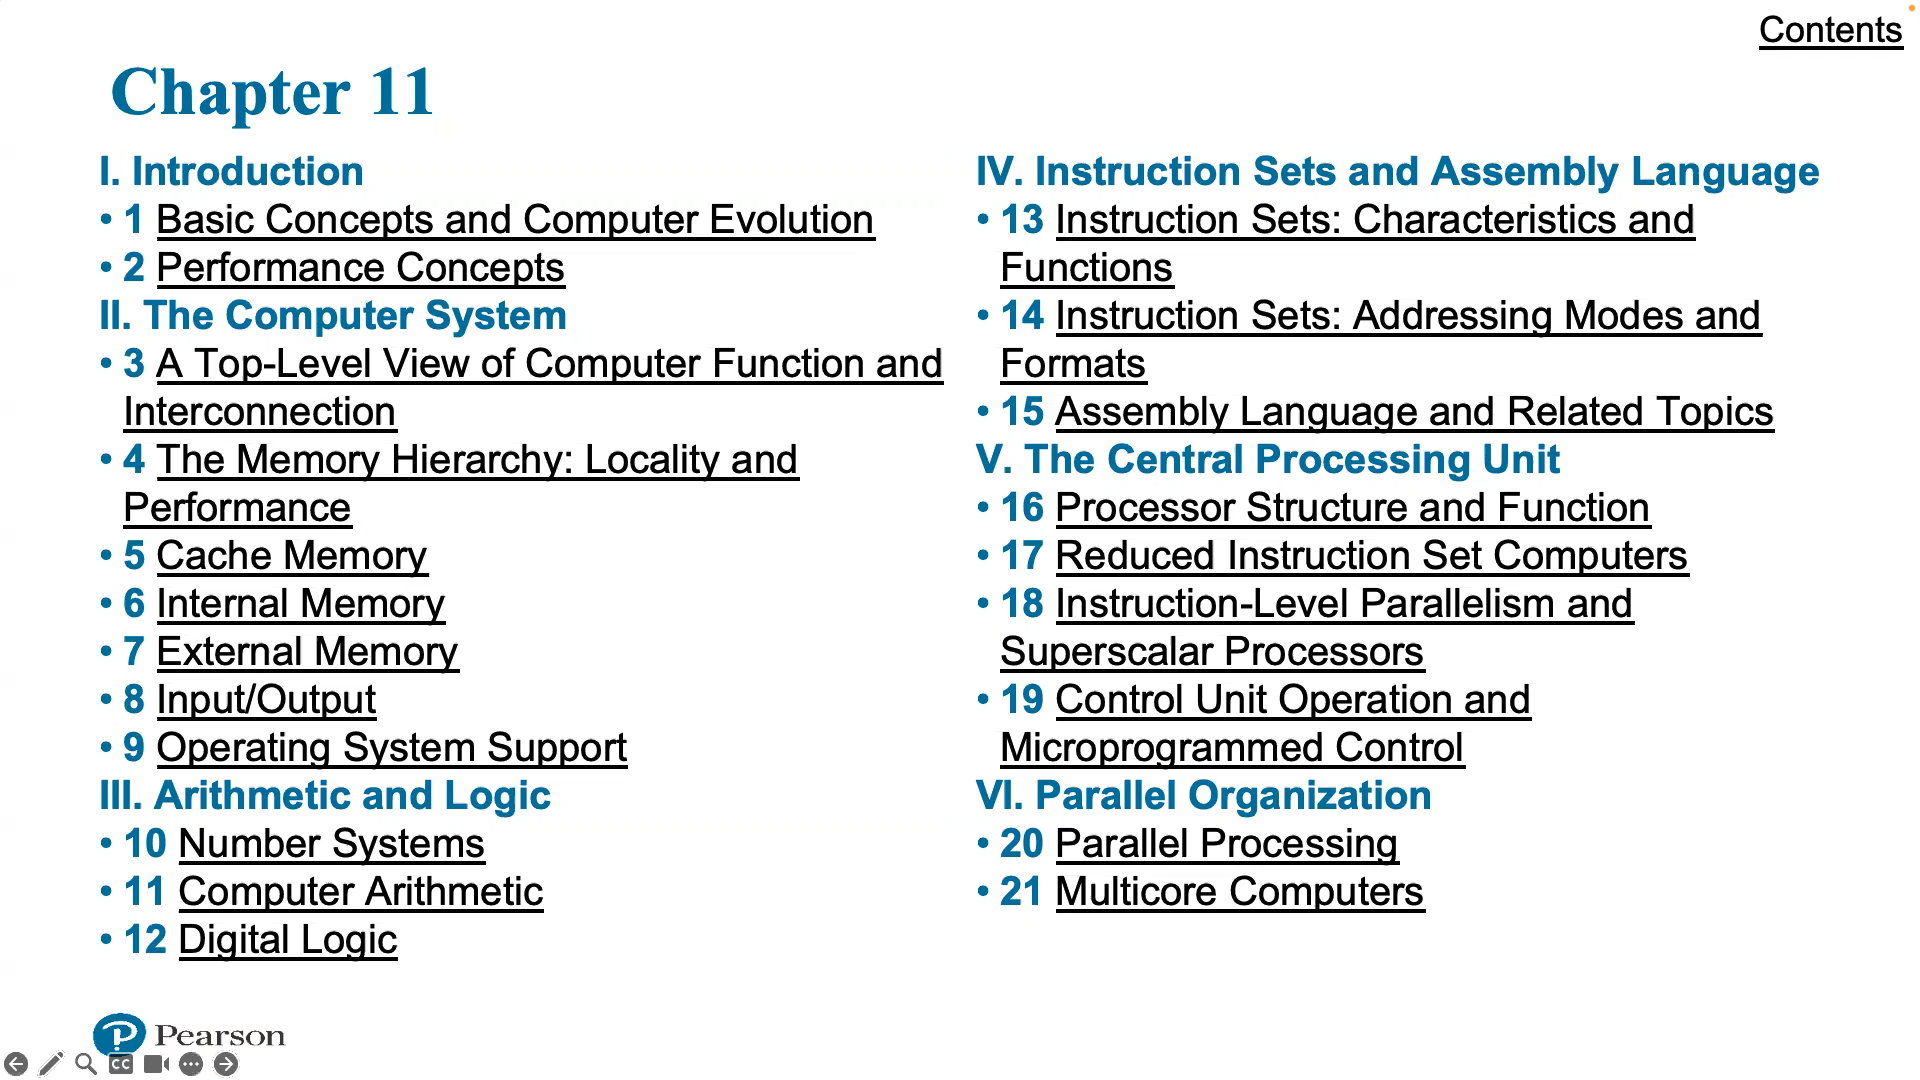 Contents
Chapter 11
I. Introduction
• 1 Basic Concepts and Computer Evolution
• 2 Performance Concepts
II. The Computer System
• 3 A Top-Level View of Computer Function and
Interconnection
• 4 The Memory Hierarchy: Locality and
Performance
• 5 Cache Memory
• 6 Internal Memory
• 7 External Memory
• 8 Input/Output
• 9 Operating System Support
III. Arithmetic and Logic
• 10 Number Systems
• 11 Computer Arithmetic
• 12 Digital Logic
IV. Instruction Sets and Assembly Language
• 13 Instruction Sets: Characteristics and
Functions
• 14 Instruction Sets: Addressing Modes and
Formats
• 15 Assembly Language and Related Topics
V. The Central Processing Unit
• 16 Processor Structure and Function
• 17 Reduced Instruction Set Computers
• 18 Instruction-Level Parallelism and
Superscalar Processors
• 19 Control Unit Operation and
Microprogrammed Control
VI. Parallel Organization
• 20 Parallel Processing
• 21 Multicore Computers
P Pearson
CC